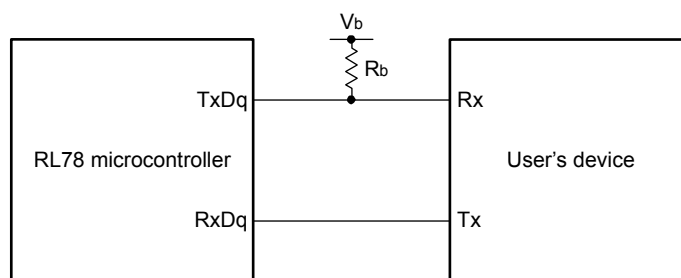 Vb
Rb
TxDq
Rx
RL78 microcontroller
User’s device
RxDq
Tx